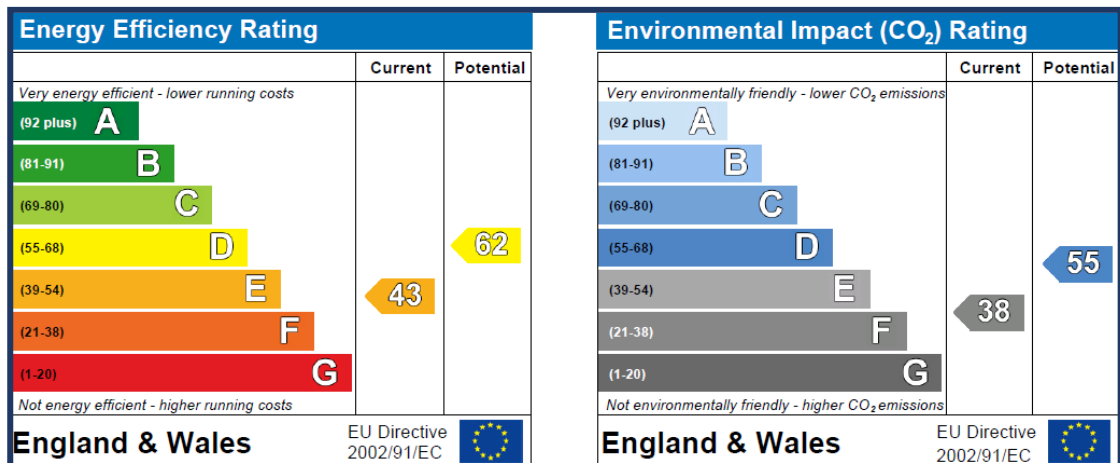 Energy Efficiency Rating
Current Potential
Very energy efficient - lower running costs
(92 plus) A
(81-91) B
(69-80) C
(55-68) D
62
(39-54) E
43
(21-38) F
(1-20) G
Not energy efficient - higher running costs
England & Wales
EU Directive
2002/91/EC
Environmental Impact (CO₂) Rating
Current Potential
Very environmentally friendly - lower CO₂ emissions
(92 plus) A
(81-91) B
(69-80) C
(55-68) D
55
(39-54) E
38
(21-38) F
(1-20) G
Not environmentally friendly - higher CO₂ emissions
England & Wales
EU Directive
2002/91/EC